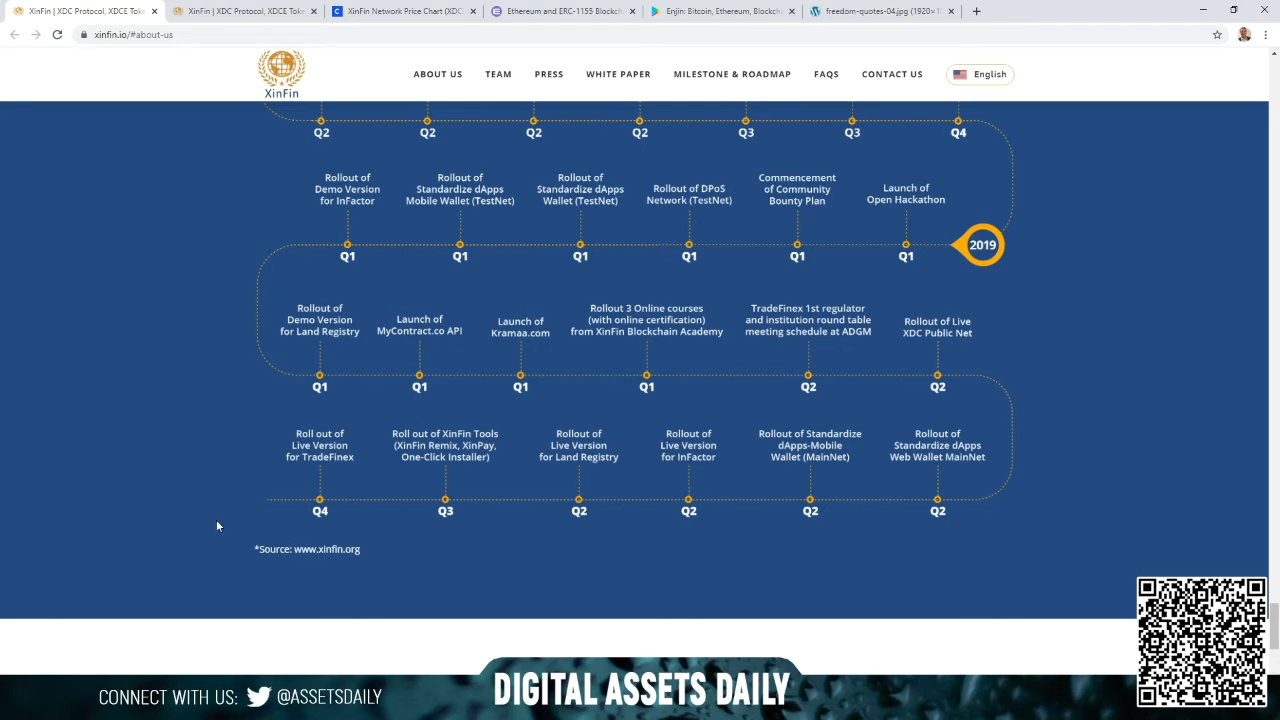 XinFin | XDC Protocol, XDCE Toke
XinFin | XDC Protocol, XDCE Toke
XinFin Network Price Chart (XDC
Ethereum and ERC-1155 Blockch
Enjin: Bitcoin, Ethereum, Blockch
freedom-quotes-04.jpg (1920×10
xinfin.io/#about-us
XinFin
ABOUT US
TEAM
PRESS
WHITE PAPER
MILESTONE & ROADMAP
FAQS
CONTACT US
English
Q2 Q2 Q2 Q2 Q3 Q3 Q4
Rollout of
Demo Version
for InFactor
Rollout of
Standardize dApps
Mobile Wallet (TestNet)
Rollout of
Standardize dApps
Wallet (TestNet)
Rollout of DPoS
Network (TestNet)
Commencement
of Community
Bounty Plan
Launch of
Open Hackathon
2019
Q1 Q1 Q1 Q1 Q1 Q1
Rollout of
Demo Version
for Land Registry
Launch of
MyContract.co API
Launch of
Kramaa.com
Rollout 3 Online courses
(with online certification)
from XinFin Blockchain Academy
TradeFinex 1st regulator
and institution round table
meeting schedule at ADGM
Rollout of Live
XDC Public Net
Q1 Q1 Q1 Q1 Q2 Q2
Roll out of
Live Version
for TradeFinex
Roll out of XinFin Tools
(XinFin Remix, XinPay,
One-Click Installer)
Rollout of
Live Version
for Land Registry
Rollout of
Live Version
for InFactor
Rollout of Standardize
dApps-Mobile
Wallet (MainNet)
Rollout of
Standardize dApps
Web Wallet MainNet
Q4 Q3 Q2 Q2 Q2 Q2
*Source: www.xinfin.org
CONNECT WITH US: @ASSETSDAILY
DIGITAL ASSETS DAILY